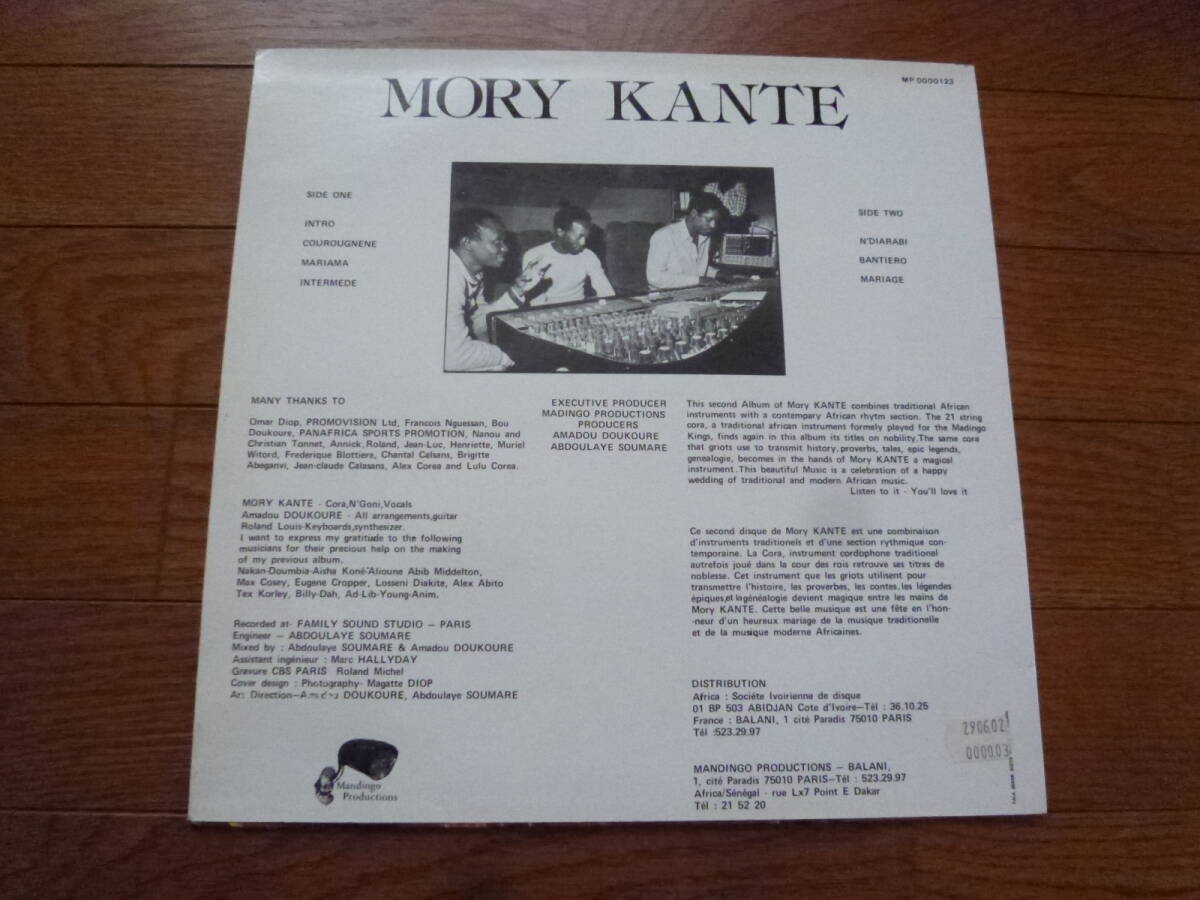 MP 0000123
MORY KANTE
SIDE ONE
INTRO
COUROUGNENE
MARIAMA
INTERMEDE
SIDE TWO
N'DIARABI
BANTIERO
MARIAGE
MANY THANKS TO
Omar Diop, PROMOVISION Ltd, Francois Nguessan, Bou
Doukoure, PANAFRICA SPORTS PROMOTION, Nanou and
Christian Tonnet, Annick, Roland, Jean-Luc, Henriette, Muriel
Witord, Frederique Blottiere, Chantal Calsans, Brigitte
Abeganvi, Jean-claude Calasans, Alex Corea and Lulu Corea.
MORY KANTE - Cora,N'Goni,Vocals
Amadou DOUKOURE - All arrangements,guitar
Roland Louis-Keyboards,synthesizer.
I want to express my gratitude to the following
musicians for their precious help on the making
of my previous album.
Nakan-Doumbia-Aisha Koné-Alioune Abib Middelton,
Max Cosey, Eugene Cropper, Losseni Diakite, Alex Abito
Tex Korley, Billy-Dah, Ad-Lib-Young-Anim.
Recorded at- FAMILY SOUND STUDIO – PARIS
Engineer – ABDOULAYE SOUMARE
Mixed by : Abdoulaye SOUMARE & Amadou DOUKOURE
Assistant ingénieur : Marc HALLYDAY
Gravure CBS PARIS Roland Michel
Cover design : Photography- Magatte DIOP
Direction– DOUKOURE, Abdoulaye SOUMARE
Mandingo
Productions
EXECUTIVE PRODUCER
MADINGO PRODUCTIONS
PRODUCERS
AMADOU DOUKOURE
ABDOULAYE SOUMARE
This second Album of Mory KANTE combines traditional African
instruments with a contempary African rhytm section. The 21 string
cora, a traditional african instrument formely played for the Madingo
Kings, finds again in this album its titles on nobility.The same cora
that griots use to transmit history,proverbs, tales, epic legends,
genealogie, becomes in the hands of Mory KANTE a magical
instrument.This beautiful Music is a celebration of a happy
wedding of traditional and modern African music.
Listen to it - You'll love it
Ce second disque de Mory KANTE est une combinaison
d'instruments traditionels et d'une section rythmique con-
temporaine. La Cora, instrument cordophone traditionel
autrefois joué dans la cour des rois retrouve ses titres de
noblesse. Cet instrument que les griots utilisent pour
transmettre l'histoire, les proverbes, les contes, les légendes
épiques,et la généalogie devient magique entre les mains de
Mory KANTE. Cette belle musique est une fête en l'hon-
-neur d'un heureux mariage de la musique traditionelle
et de la musique moderne Africaines.
DISTRIBUTION
Africa : Sociéte Ivoirienne de disque
01 BP 503 ABIDJAN Cote d'Ivoire–Tél : 36.10.25
France : BALANI, 1 cité Paradis 75010 PARIS
Tél :523.29.97
290602
000003
MANDINGO PRODUCTIONS – BALANI,
1, cité Paradis 75010 PARIS–Tél : 523.29.97
Africa/Sénégal - rue Lx7 Point E Dakar
Tél : 21 52 20